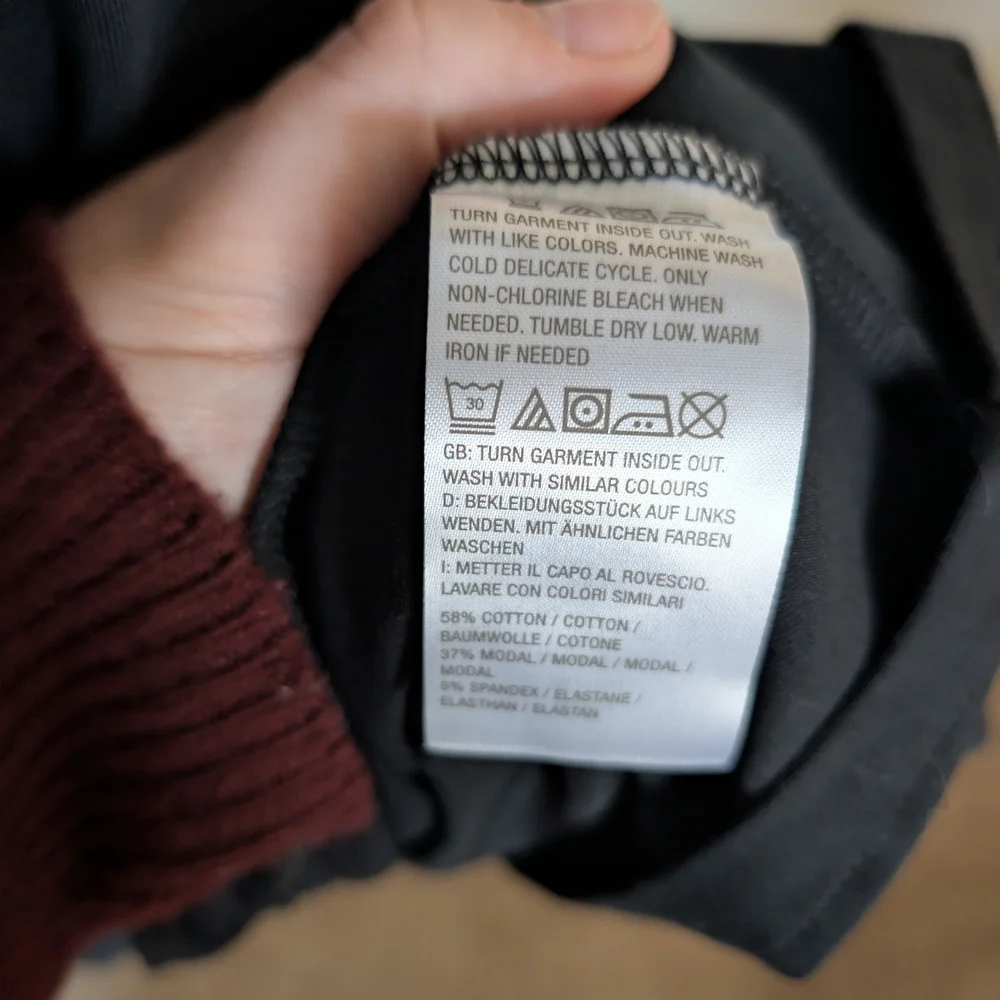 TURN GARMENT INSIDE OUT. WASH
WITH LIKE COLORS. MACHINE WASH
COLD DELICATE CYCLE. ONLY
NON-CHLORINE BLEACH WHEN
NEEDED. TUMBLE DRY LOW. WARM
IRON IF NEEDED
30
GB: TURN GARMENT INSIDE OUT.
WASH WITH SIMILAR COLOURS
D: BEKLEIDUNGSSTÜCK AUF LINKS
WENDEN. MIT ÄHNLICHEN FARBEN
WASCHEN
I: METTER IL CAPO AL ROVESCIO.
LAVARE CON COLORI SIMILARI
58% COTTON / COTTON /
BAUMWOLLE / COTONE
37% MODAL / MODAL / MODAL /
MODAL
5% SPANDEX / ELASTANE /
ELASTHAN / ELASTAN